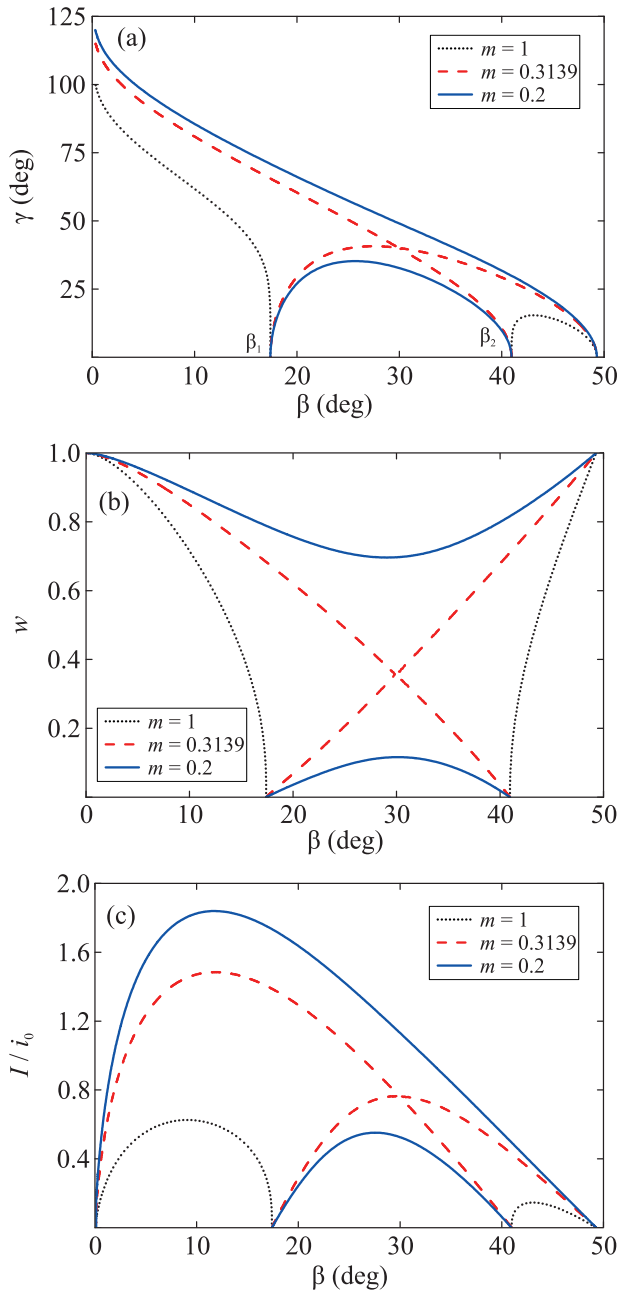 125
100
75
50
25
γ (deg)
(a)
m = 1
m = 0.3139
m = 0.2
β1
β2
0
10
20
30
40
50
β (deg)
1.0
0.8
0.6
0.4
0.2
w
(b)
m = 1
m = 0.3139
m = 0.2
0
10
20
30
40
50
β (deg)
2.0
1.6
1.2
0.8
0.4
I / i0
(c)
m = 1
m = 0.3139
m = 0.2
0
10
20
30
40
50
β (deg)